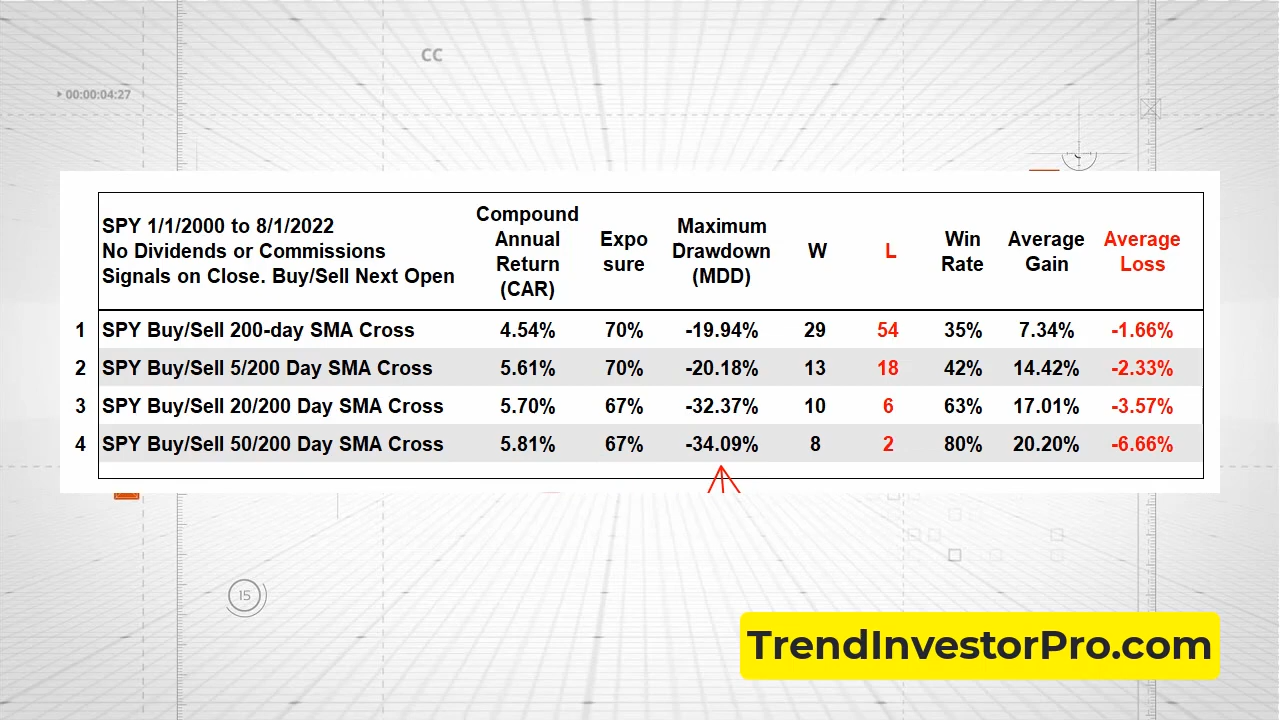 CC
00:00:04:27
SPY 1/1/2000 to 8/1/2022
No Dividends or Commissions
Signals on Close. Buy/Sell Next Open
Compound
Annual
Return
(CAR)
Expo
sure
Maximum
Drawdown
(MDD)
W
L
Win
Rate
Average
Gain
Average
Loss
1 SPY Buy/Sell 200-day SMA Cross 4.54% 70% -19.94% 29 54 35% 7.34% -1.66%
2 SPY Buy/Sell 5/200 Day SMA Cross 5.61% 70% -20.18% 13 18 42% 14.42% -2.33%
3 SPY Buy/Sell 20/200 Day SMA Cross 5.70% 67% -32.37% 10 6 63% 17.01% -3.57%
4 SPY Buy/Sell 50/200 Day SMA Cross 5.81% 67% -34.09% 8 2 80% 20.20% -6.66%
15
TrendInvestorPro.com